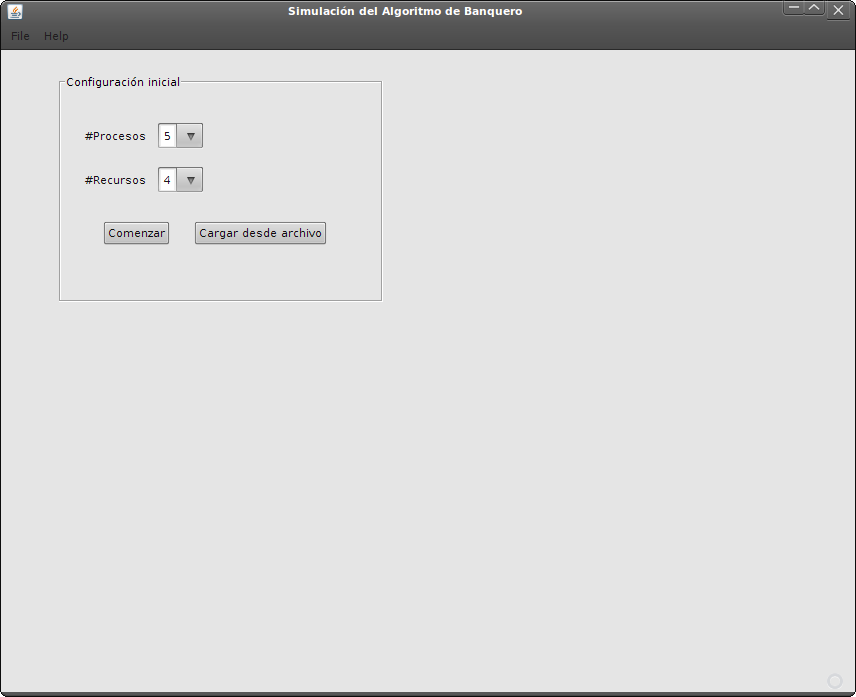 Simulación del Algoritmo de Banquero
File Help
Configuración inicial
#Procesos 5
#Recursos 4
Comenzar Cargar desde archivo